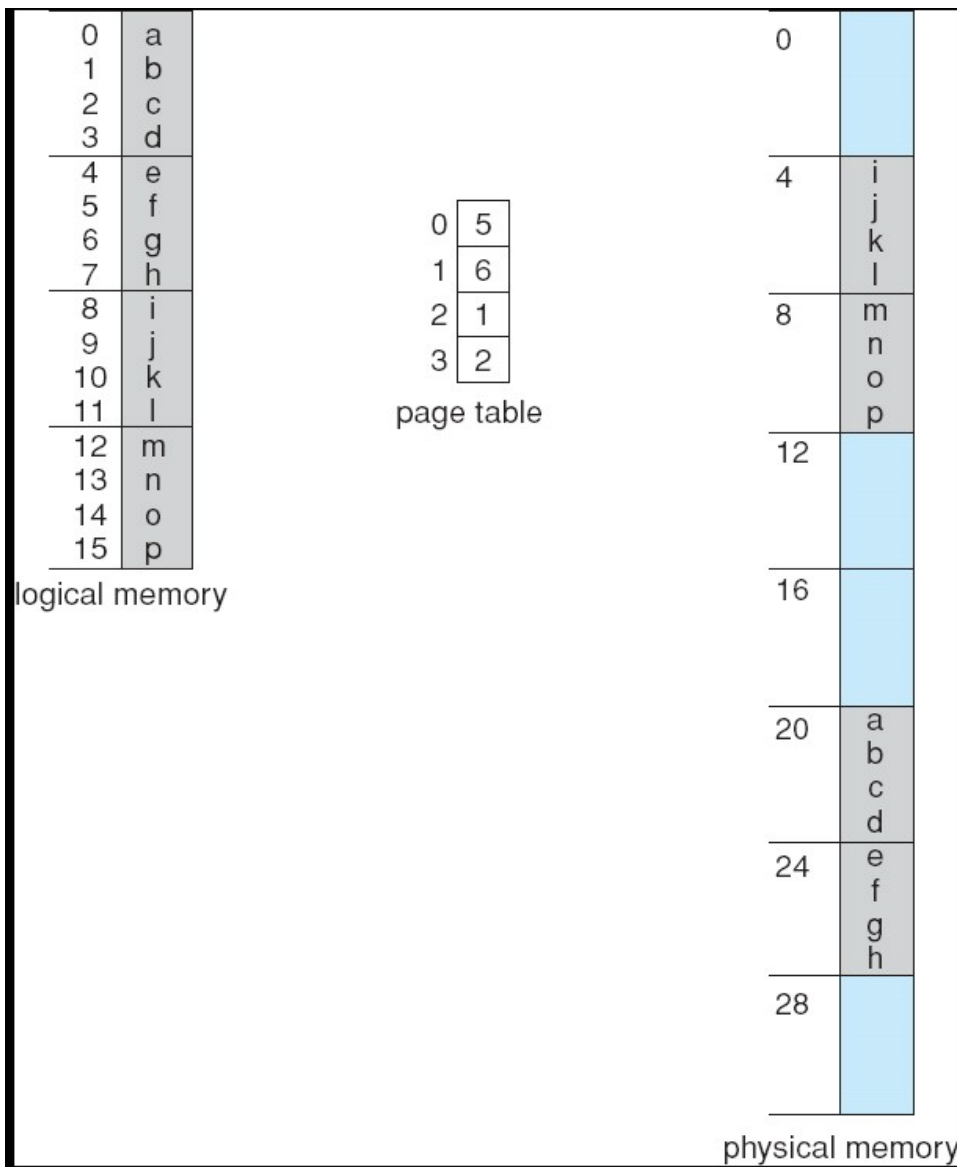 0 a
1 b
2 c
3 d
4 e
5 f
6 g
7 h
8 i
9 j
10 k
11 l
12 m
13 n
14 o
15 p
logical memory
0 5
1 6
2 1
3 2
page table
0
4 i
j
k
l
8 m
n
o
p
12
16
20 a
b
c
d
24 e
f
g
h
28
physical memory